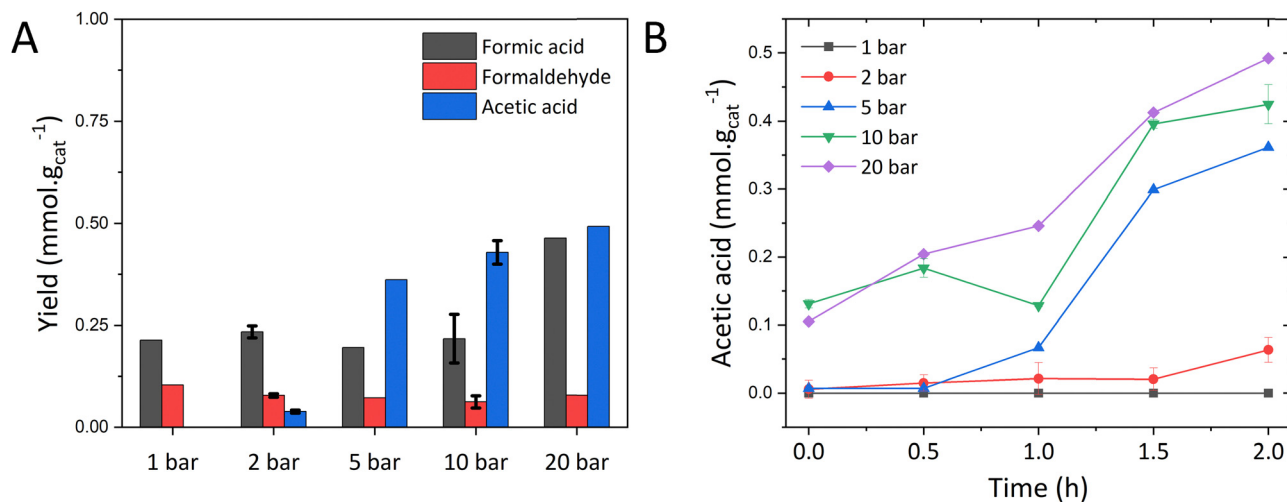 A
Yield (mmol.g_cat^-1)
1.00
0.75
0.50
0.25
0.00
Formic acid
Formaldehyde
Acetic acid
1 bar 2 bar 5 bar 10 bar 20 bar
B
Acetic acid (mmol.g_cat^-1)
0.5
0.4
0.3
0.2
0.1
0.0
1 bar
2 bar
5 bar
10 bar
20 bar
0.0 0.5 1.0 1.5 2.0
Time (h)